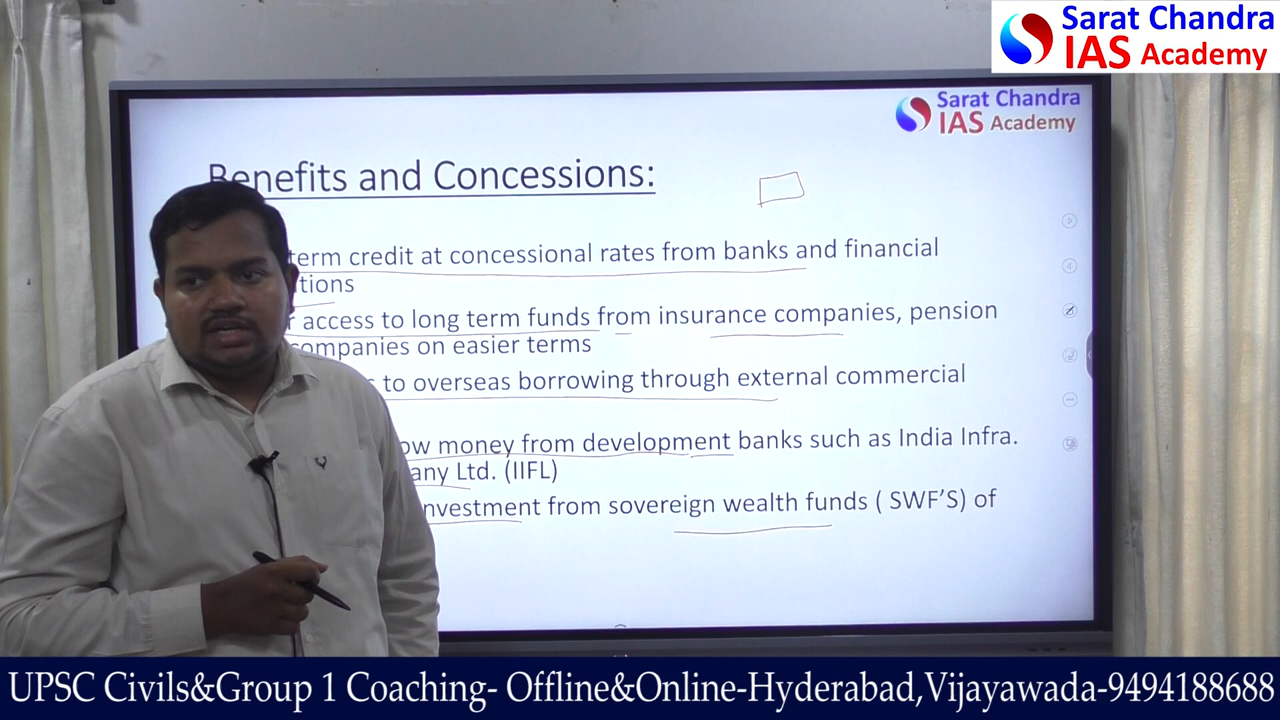 Sarat Chandra
IAS Academy
Sarat Chandra
IAS Academy
Benefits and Concessions:
term credit at concessional rates from banks and financial
tions
access to long term funds from insurance companies, pension
companies on easier terms
to overseas borrowing through external commercial
ow money from development banks such as India Infra.
any Ltd. (IIFL)
nvestment from sovereign wealth funds ( SWF'S) of
UPSC Civils&Group 1 Coaching- Offline&Online-Hyderabad,Vijayawada-9494188688